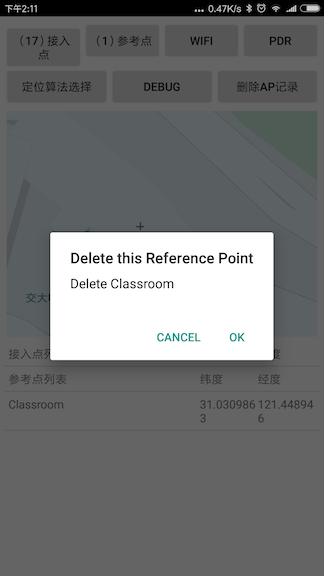 下午2:11
... 0.47K/s
（17）接入点
（1）参考点
WIFI
PDR
定位算法选择
DEBUG
删除AP记录
交大
Delete this Reference Point
Delete Classroom
CANCEL
OK
接入点列
度
参考点列表 纬度 经度
Classroom 31.0309863 121.448946